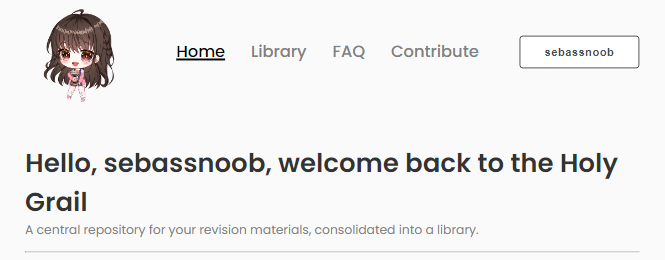 Home Library FAQ Contribute sebassnoob
Hello, sebassnoob, welcome back to the Holy
Grail
A central repository for your revision materials, consolidated into a library.